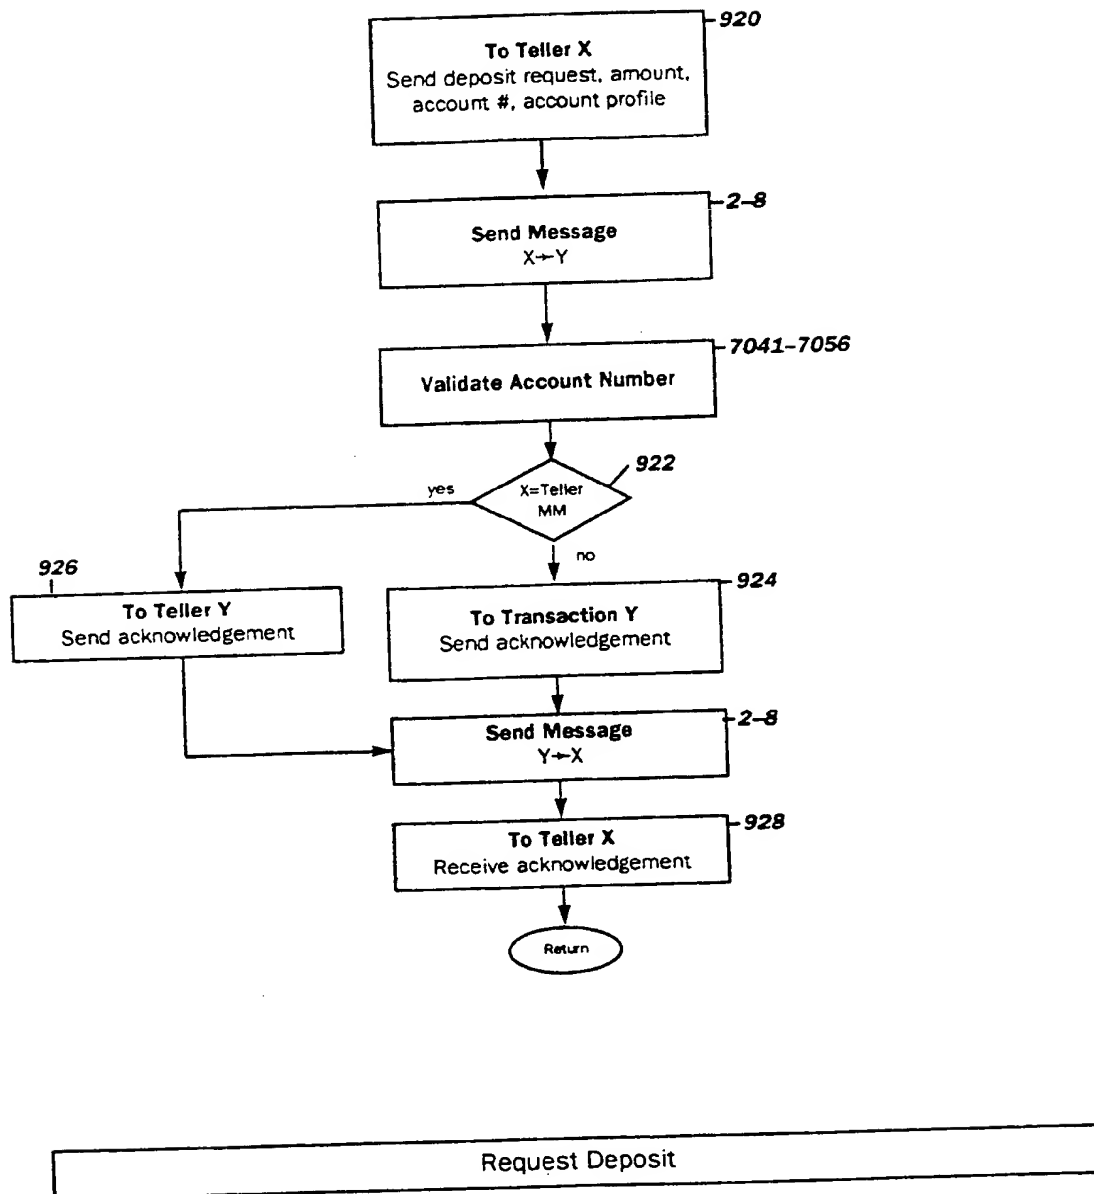 920
To Teller X
Send deposit request, amount,
account #, account profile
2-8
Send Message
X→Y
7041-7056
Validate Account Number
922
X=Teller
MM
yes
no
926
To Teller Y
Send acknowledgement
924
To Transaction Y
Send acknowledgement
2-8
Send Message
Y→X
928
To Teller X
Receive acknowledgement
Return
Request Deposit